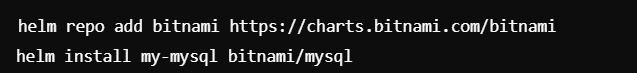 helm repo add bitnami https://charts.bitnami.com/bitnami
helm install my-mysql bitnami/mysql